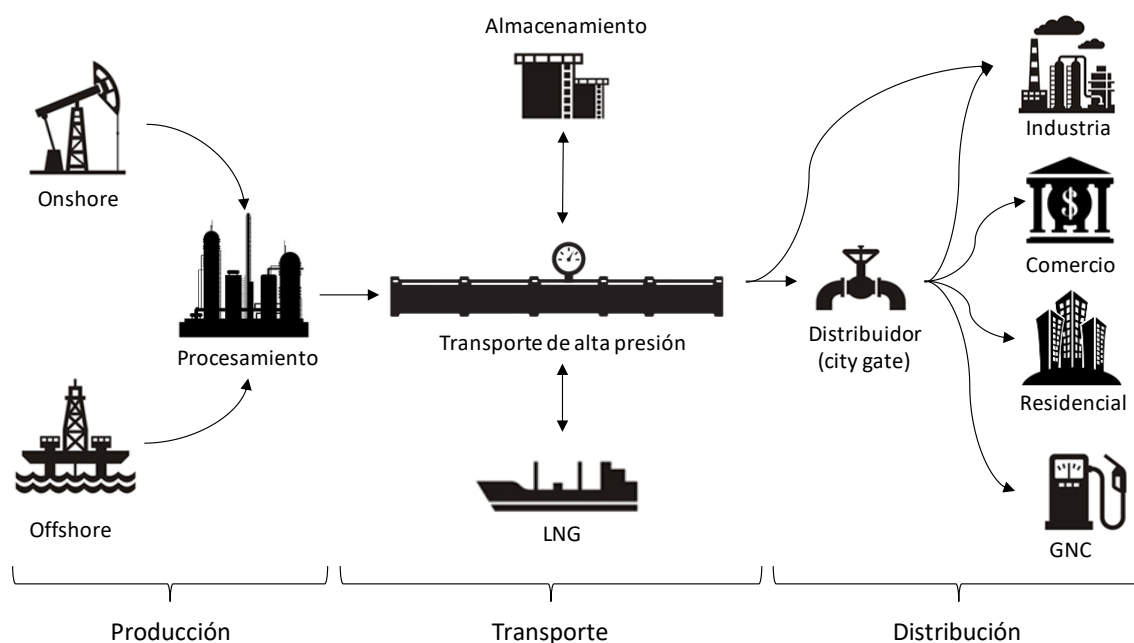 Almacenamiento
Onshore
Industria
Comercio
Procesamiento
Transporte de alta presión
Distribuidor
(city gate)
Residencial
Offshore
LNG
GNC
Producción
Transporte
Distribución
$